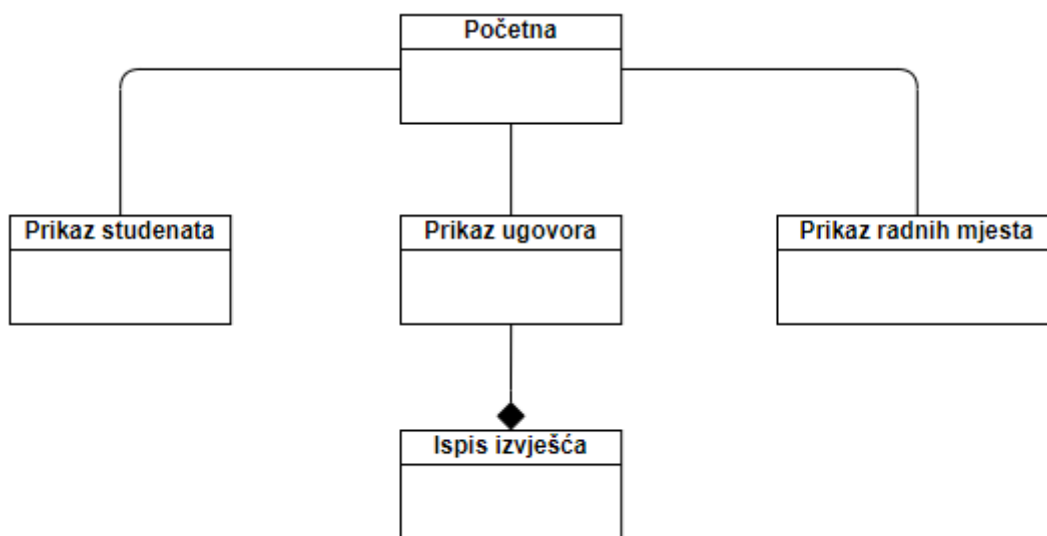 Početna
Prikaz studenata
Prikaz ugovora
Prikaz radnih mjesta
Ispis izvješća